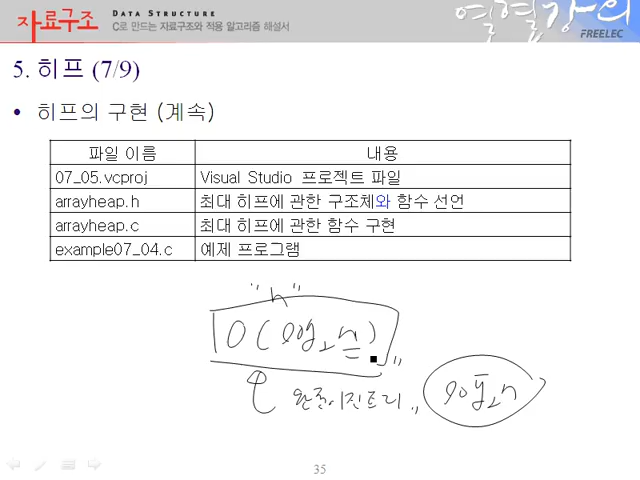 자료구조 DATA STRUCTURE
C로 만드는 자료구조와 적용 알고리즘 해설서
열혈강의
FREELEC
5. 히프 (7/9)
• 히프의 구현 (계속)
파일 이름 내용
07_05.vcproj Visual Studio 프로젝트 파일
arrayheap.h 최대 히프에 관한 구조체와 함수 선언
arrayheap.c 최대 히프에 관한 함수 구현
example07_04.c 예제 프로그램
"n"
O(log₂n)
완전이진트리,, log₂n
35